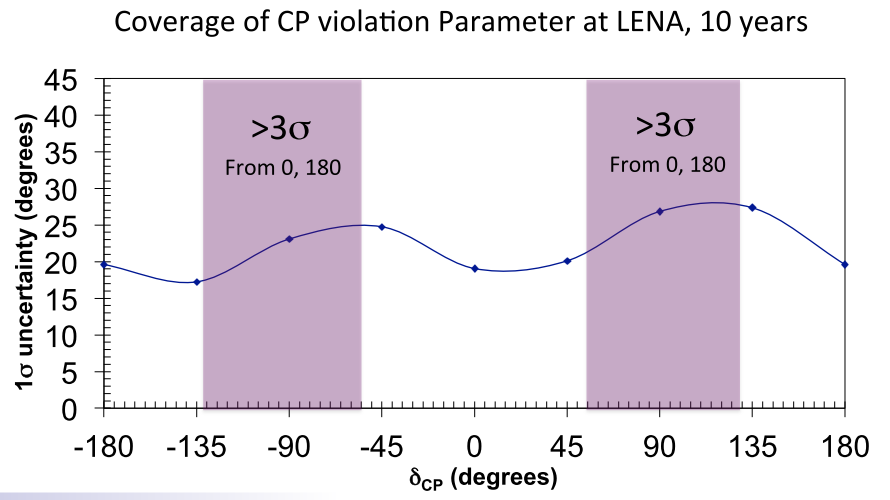 Coverage of CP violation Parameter at LENA, 10 years
45
40
35
30
25
20
15
10
5
0
1σ uncertainty (degrees)
>3σ
From 0, 180
>3σ
From 0, 180
-180 -135 -90 -45 0 45 90 135 180
δCP (degrees)